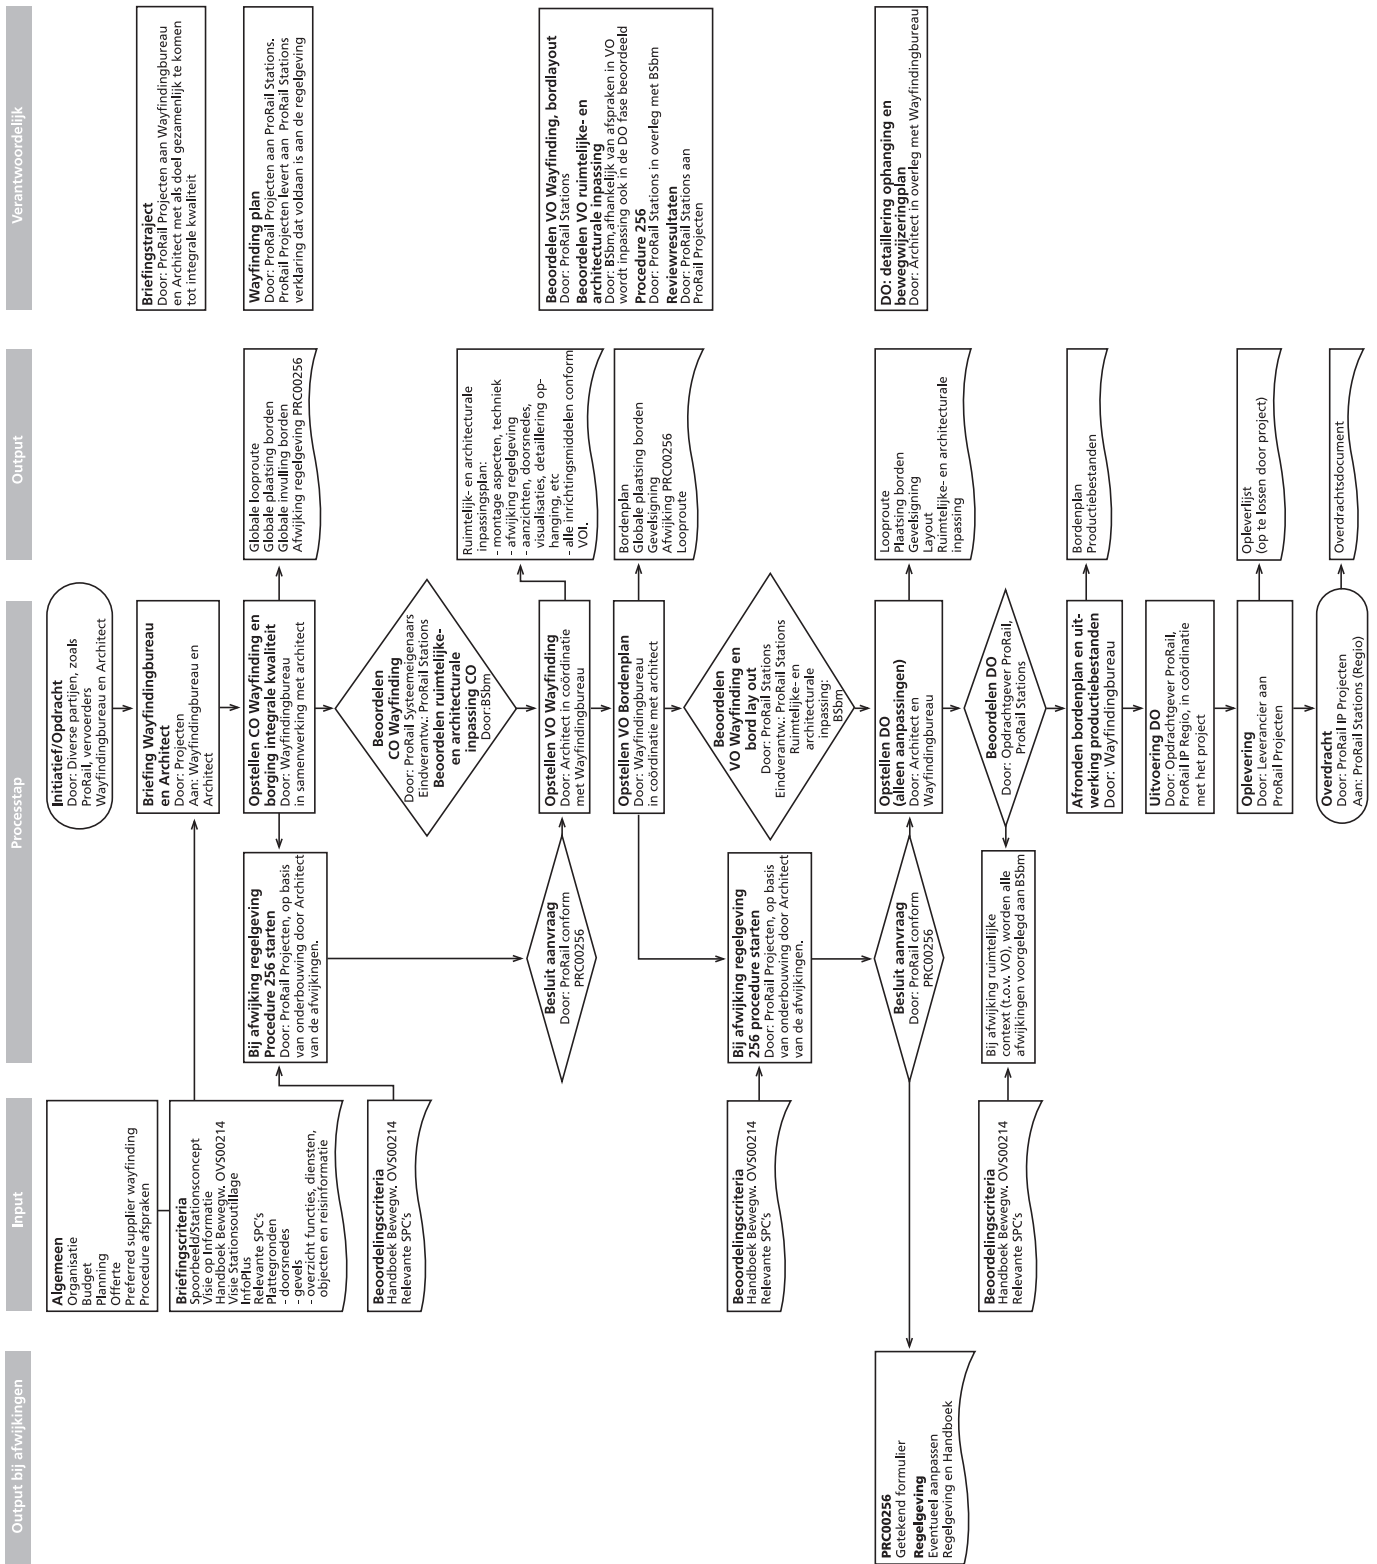 Verantwoordelijk
Briefingstraject
Door: ProRail Projecten aan Wayfindingbureau
en Architect met als doel gezamenlijk te komen
tot integrale kwaliteit
Wayfinding plan
Door: ProRail Projecten aan ProRail Stations.
ProRail Projecten levert aan  ProRail Stations
verklaring dat voldaan is aan de regelgeving
Beoordelen VO Wayfinding, bordlayout
Door: ProRail Stations
Beoordelen VO ruimtelijke- en
architecturale inpassing
Door: BSbm,afhankelijk van afspraken in VO
wordt inpassing ook in de DO fase beoordeeld
Procedure 256
Door: ProRail Stations in overleg met BSbm
Reviewresultaten
Door: ProRail Stations aan
ProRail Projecten
DO: detaillering ophanging en
bewegwijzeringplan
Door: Architect in overleg met Wayfindingbureau
Output
Globale looproute
Globale plaatsing borden
Globale invulling borden
Afwijking regelgeving PRC00256
Ruimtelijk- en architecturale
inpassingsplan:
- montage aspecten, techniek
- afwijking regelgeving
- aanzichten, doorsnedes,
visualisaties, detaillering op-
hanging, etc
- alle inrichtingsmiddelen conform
VOI.
Bordenplan
Globale plaatsing borden
Gevelsigning
Afwijking PRC00256
Looproute
Looproute
Plaatsing borden
Gevelsigning
Layout
Ruimtelijke- en architecturale
inpassing
Bordenplan
Productiebestanden
Opleverlijst
(op te lossen door project)
Overdrachtsdocument
Processtap
Initiatief/Opdracht
Door: Diverse partijen, zoals
ProRail, vervoerders
Wayfindingbureau en Architect
Briefing Wayfindingbureau
en Architect
Door: Projecten
Aan: Wayfindingbureau en
Architect
Opstellen CO Wayfinding en
borging integrale kwaliteit
Door: Wayfindingbureau
in samenwerking met architect
Beoordelen
CO Wayfinding
Door: ProRail Systeemeigenaars
Eindverantw.: ProRail Stations
Beoordelen ruimtelijke-
en architecturale
inpassing CO
Door:BSbm
Opstellen VO Wayfinding
Door: Architect in coördinatie
met Wayfindingbureau
Opstellen VO Bordenplan
Door: Wayfindingbureau
in coördinatie met architect
Beoordelen
VO Wayfinding en
bord lay out
Door: ProRail Stations
Eindverantw.: ProRail Stations
Ruimtelijke- en
architecturale
inpassing:
BSbm
Opstellen DO
(alleen aanpassingen)
Door: Architect en
Wayfindingbureau
Beoordelen DO
Door: Opdrachtgever ProRail,
ProRail Stations
Afronden bordenplan en uit-
werking productiebestanden
Door: Wayfindingbureau
Uitvoering DO
Door: Opdrachtgever ProRail,
ProRail IP Regio, in coördinatie
met het project
Oplevering
Door: Leverancier aan
ProRail Projecten
Overdracht
Door: ProRail IP Projecten
Aan: ProRail Stations (Regio)
Bij afwijking regelgeving
Procedure 256 starten
Door: ProRail Projecten, op basis
van onderbouwing door Architect
van de afwijkingen.
Besluit aanvraag
Door: ProRail conform
PRC00256
Bij afwijking regelgeving
256 procedure starten
Door: ProRail Projecten, op basis
van onderbouwing door Architect
van de afwijkingen.
Besluit aanvraag
Door: ProRail conform
PRC00256
Bij afwijking ruimtelijke
context (t.o.v. VO), worden alle
afwijkingen voorgelegd aan BSbm
Input
Algemeen
Organisatie
Budget
Planning
Offerte
Preferred supplier wayfinding
Procedure afspraken
Briefingscriteria
Spoorbeeld/Stationsconcept
Visie op Informatie
Handboek Bewegw. OVS00214
Visie Stationsoutillage
InfoPlus
Relevante SPC's
Plattegronden
- doorsnedes
- gevels
- overzicht functies, diensten,
objecten en reisinformatie
Beoordelingscriteria
Handboek Bewegw. OVS00214
Relevante SPC's
Beoordelingscriteria
Handboek Bewegw. OVS00214
Relevante SPC's
Beoordelingscriteria
Handboek Bewegw. OVS00214
Relevante SPC's
Output bij afwijkingen
PRC00256
Getekend formulier
Regelgeving
Eventueel aanpassen
Regelgeving en Handboek